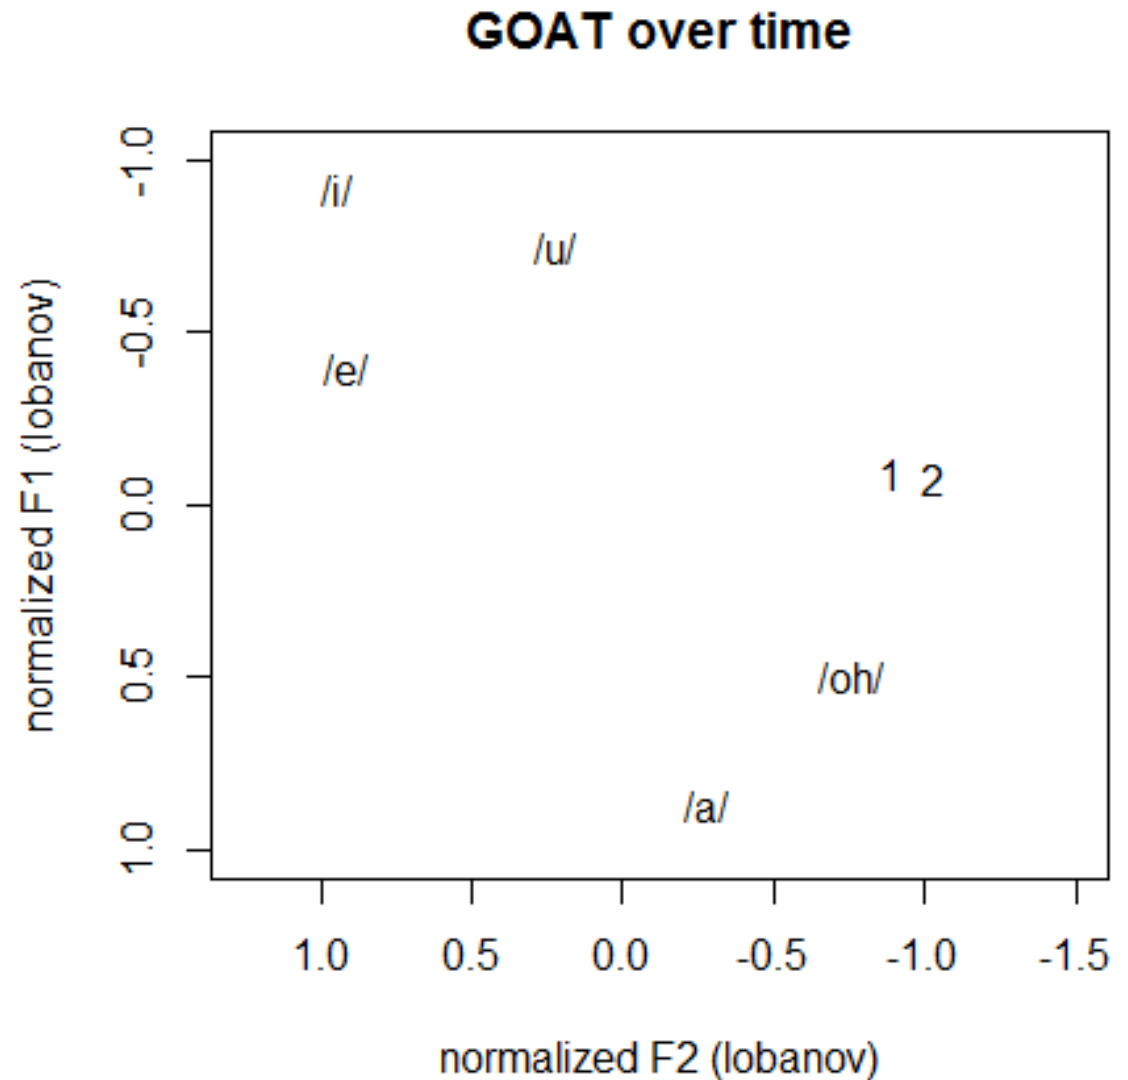 GOAT over time
-1.0
/i/
/u/
-0.5
/e/
normalized F1 (lobanov)
0.0
1 2
0.5
/oh/
/a/
1.0
1.0 0.5 0.0 -0.5 -1.0 -1.5
normalized F2 (lobanov)